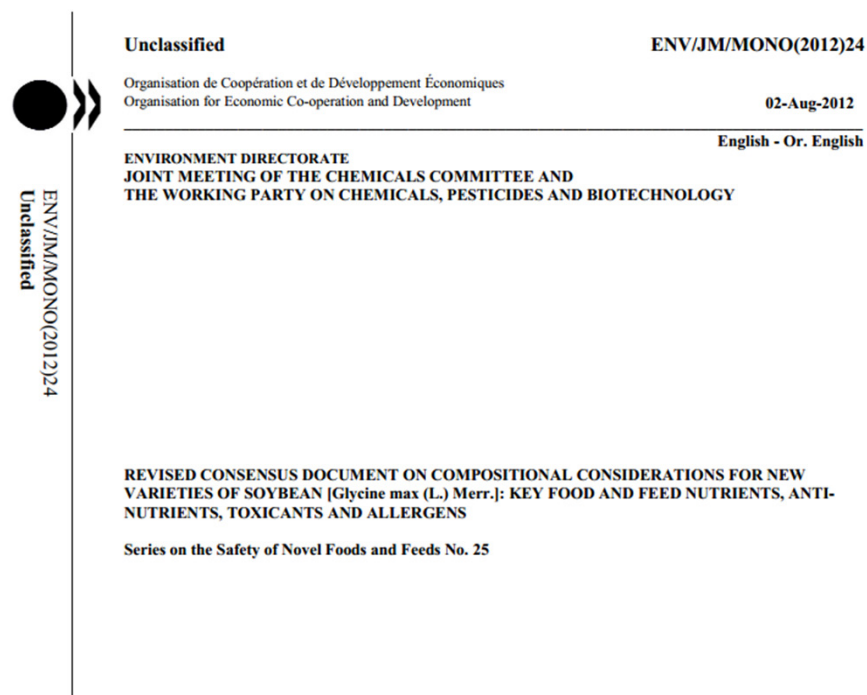 Unclassified ENV/JM/MONO(2012)24
Organisation de Coopération et de Développement Économiques
Organisation for Economic Co-operation and Development 02-Aug-2012
English - Or. English
ENVIRONMENT DIRECTORATE
JOINT MEETING OF THE CHEMICALS COMMITTEE AND
THE WORKING PARTY ON CHEMICALS, PESTICIDES AND BIOTECHNOLOGY
ENV/JM/MONO(2012)24
Unclassified
REVISED CONSENSUS DOCUMENT ON COMPOSITIONAL CONSIDERATIONS FOR NEW
VARIETIES OF SOYBEAN [Glycine max (L.) Merr.]: KEY FOOD AND FEED NUTRIENTS, ANTI-
NUTRIENTS, TOXICANTS AND ALLERGENS
Series on the Safety of Novel Foods and Feeds No. 25